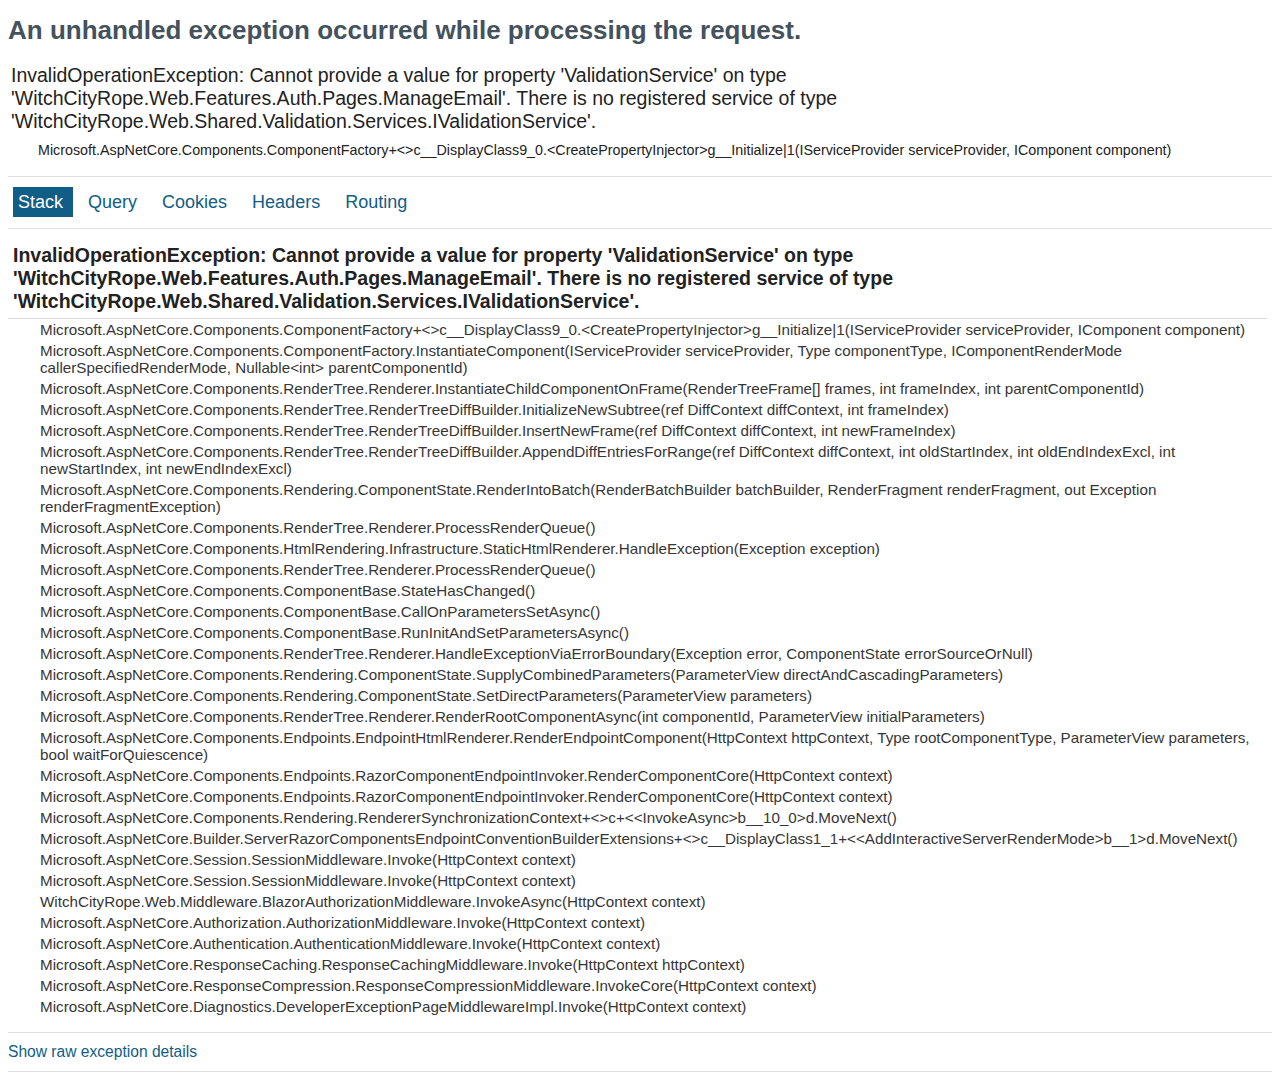 An unhandled exception occurred while processing the request.
InvalidOperationException: Cannot provide a value for property 'ValidationService' on type
'WitchCityRope.Web.Features.Auth.Pages.ManageEmail'. There is no registered service of type
'WitchCityRope.Web.Shared.Validation.Services.IValidationService'.
Microsoft.AspNetCore.Components.ComponentFactory+<>c__DisplayClass9_0.<CreatePropertyInjector>g__Initialize|1(IServiceProvider serviceProvider, IComponent component)
Stack Query Cookies Headers Routing
InvalidOperationException: Cannot provide a value for property 'ValidationService' on type
'WitchCityRope.Web.Features.Auth.Pages.ManageEmail'. There is no registered service of type
'WitchCityRope.Web.Shared.Validation.Services.IValidationService'.
Microsoft.AspNetCore.Components.ComponentFactory+<>c__DisplayClass9_0.<CreatePropertyInjector>g__Initialize|1(IServiceProvider serviceProvider, IComponent component)
Microsoft.AspNetCore.Components.ComponentFactory.InstantiateComponent(IServiceProvider serviceProvider, Type componentType, IComponentRenderMode
callerSpecifiedRenderMode, Nullable<int> parentComponentId)
Microsoft.AspNetCore.Components.RenderTree.Renderer.InstantiateChildComponentOnFrame(RenderTreeFrame[] frames, int frameIndex, int parentComponentId)
Microsoft.AspNetCore.Components.RenderTree.RenderTreeDiffBuilder.InitializeNewSubtree(ref DiffContext diffContext, int frameIndex)
Microsoft.AspNetCore.Components.RenderTree.RenderTreeDiffBuilder.InsertNewFrame(ref DiffContext diffContext, int newFrameIndex)
Microsoft.AspNetCore.Components.RenderTree.RenderTreeDiffBuilder.AppendDiffEntriesForRange(ref DiffContext diffContext, int oldStartIndex, int oldEndIndexExcl, int
newStartIndex, int newEndIndexExcl)
Microsoft.AspNetCore.Components.Rendering.ComponentState.RenderIntoBatch(RenderBatchBuilder batchBuilder, RenderFragment renderFragment, out Exception
renderFragmentException)
Microsoft.AspNetCore.Components.RenderTree.Renderer.ProcessRenderQueue()
Microsoft.AspNetCore.Components.HtmlRendering.Infrastructure.StaticHtmlRenderer.HandleException(Exception exception)
Microsoft.AspNetCore.Components.RenderTree.Renderer.ProcessRenderQueue()
Microsoft.AspNetCore.Components.ComponentBase.StateHasChanged()
Microsoft.AspNetCore.Components.ComponentBase.CallOnParametersSetAsync()
Microsoft.AspNetCore.Components.ComponentBase.RunInitAndSetParametersAsync()
Microsoft.AspNetCore.Components.RenderTree.Renderer.HandleExceptionViaErrorBoundary(Exception error, ComponentState errorSourceOrNull)
Microsoft.AspNetCore.Components.Rendering.ComponentState.SupplyCombinedParameters(ParameterView directAndCascadingParameters)
Microsoft.AspNetCore.Components.Rendering.ComponentState.SetDirectParameters(ParameterView parameters)
Microsoft.AspNetCore.Components.RenderTree.Renderer.RenderRootComponentAsync(int componentId, ParameterView initialParameters)
Microsoft.AspNetCore.Components.Endpoints.EndpointHtmlRenderer.RenderEndpointComponent(HttpContext httpContext, Type rootComponentType, ParameterView parameters,
bool waitForQuiescence)
Microsoft.AspNetCore.Components.Endpoints.RazorComponentEndpointInvoker.RenderComponentCore(HttpContext context)
Microsoft.AspNetCore.Components.Endpoints.RazorComponentEndpointInvoker.RenderComponentCore(HttpContext context)
Microsoft.AspNetCore.Components.Rendering.RendererSynchronizationContext+<>c+<<InvokeAsync>b__10_0>d.MoveNext()
Microsoft.AspNetCore.Builder.ServerRazorComponentsEndpointConventionBuilderExtensions+<>c__DisplayClass1_1+<<AddInteractiveServerRenderMode>b__1>d.MoveNext()
Microsoft.AspNetCore.Session.SessionMiddleware.Invoke(HttpContext context)
Microsoft.AspNetCore.Session.SessionMiddleware.Invoke(HttpContext context)
WitchCityRope.Web.Middleware.BlazorAuthorizationMiddleware.InvokeAsync(HttpContext context)
Microsoft.AspNetCore.Authorization.AuthorizationMiddleware.Invoke(HttpContext context)
Microsoft.AspNetCore.Authentication.AuthenticationMiddleware.Invoke(HttpContext context)
Microsoft.AspNetCore.ResponseCaching.ResponseCachingMiddleware.Invoke(HttpContext httpContext)
Microsoft.AspNetCore.ResponseCompression.ResponseCompressionMiddleware.InvokeCore(HttpContext context)
Microsoft.AspNetCore.Diagnostics.DeveloperExceptionPageMiddlewareImpl.Invoke(HttpContext context)
Show raw exception details